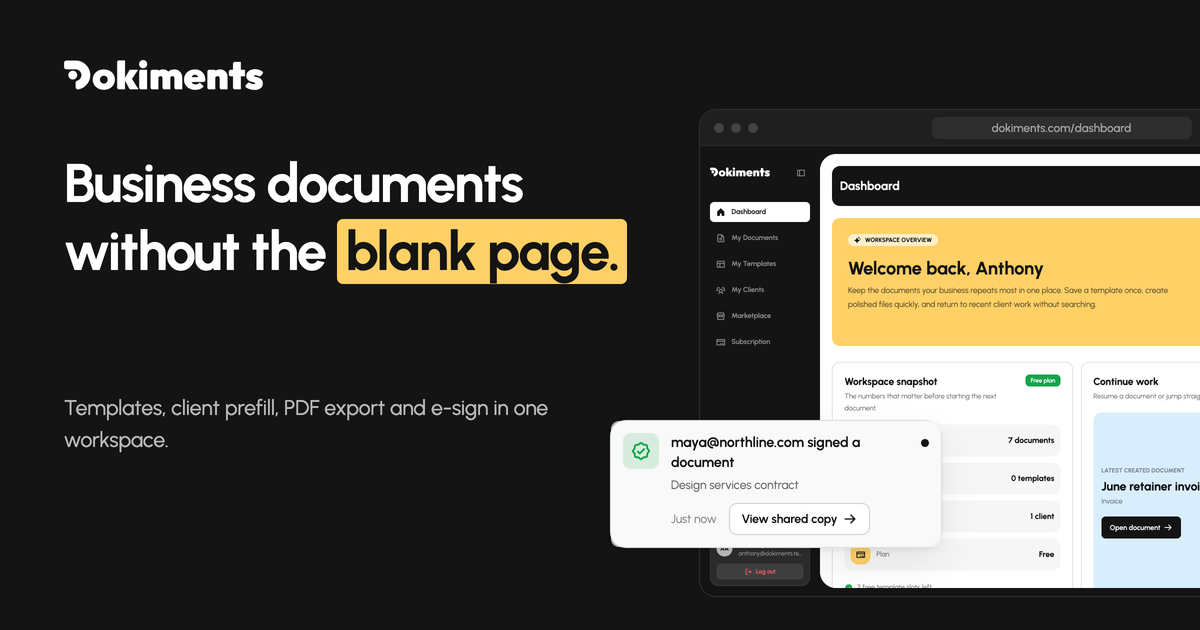 Dokiments
Business documents
without the blank page.
Templates, client prefill, PDF export and e-sign in one
workspace.
dokiments.com/dashboard
Dokiments
Dashboard
My Documents
My Templates
My Clients
Marketplace
Subscription
Dashboard
WORKSPACE OVERVIEW
Welcome back, Anthony
Keep the documents your business repeats most in one place. Save a template once, create
polished files quickly, and return to recent client work without searching.
Workspace snapshot
Free plan
The numbers that matter before starting the next
document.
7 documents
0 templates
1 client
Plan
Free
2 free template slots left
Continue work
Resume a document or jump straig
LATEST CREATED DOCUMENT
June retainer invoi
Invoice
Open document
maya@northline.com signed a
document
Design services contract
Just now
View shared copy
anthony@dokiments.te...
Log out